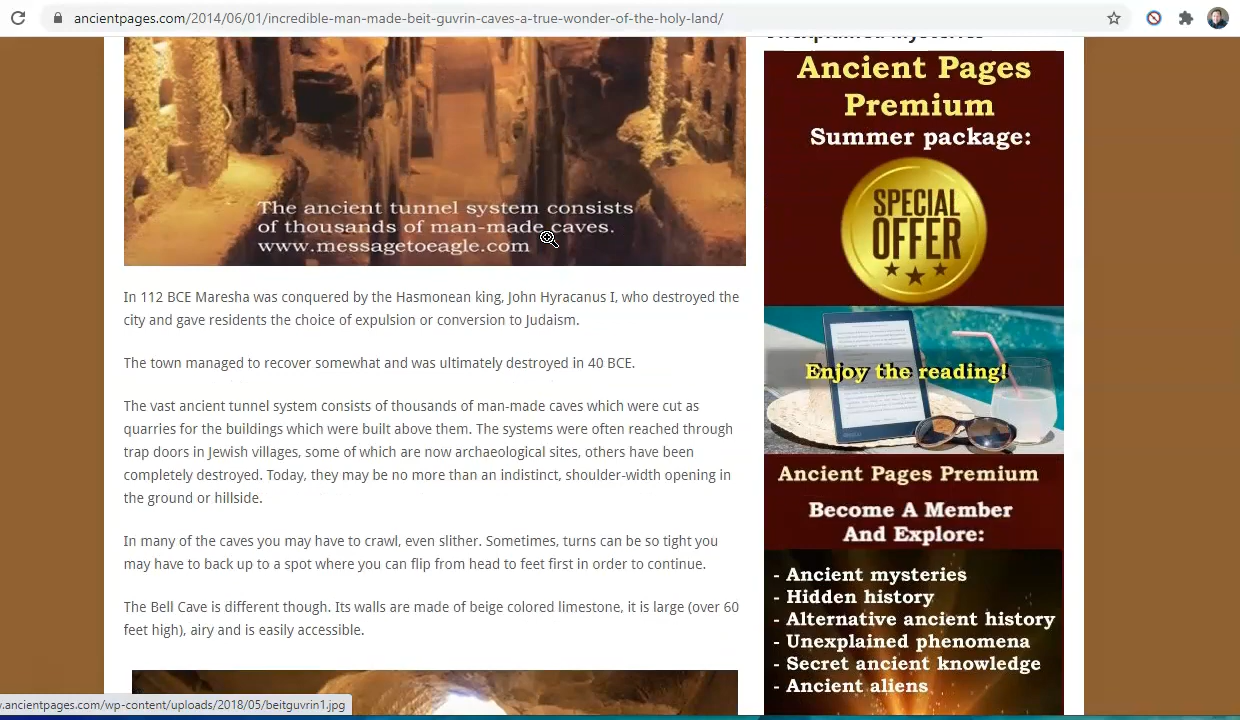 ancientpages.com/2014/06/01/incredible-man-made-beit-guvrin-caves-a-true-wonder-of-the-holy-land/
The ancient tunnel system consists
of thousands of man-made caves.
www.messagetoeagle.com
In 112 BCE Maresha was conquered by the Hasmonean king, John Hyracanus I, who destroyed the
city and gave residents the choice of expulsion or conversion to Judaism.
The town managed to recover somewhat and was ultimately destroyed in 40 BCE.
The vast ancient tunnel system consists of thousands of man-made caves which were cut as
quarries for the buildings which were built above them. The systems were often reached through
trap doors in Jewish villages, some of which are now archaeological sites, others have been
completely destroyed. Today, they may be no more than an indistinct, shoulder-width opening in
the ground or hillside.
In many of the caves you may have to crawl, even slither. Sometimes, turns can be so tight you
may have to back up to a spot where you can flip from head to feet first in order to continue.
The Bell Cave is different though. Its walls are made of beige colored limestone, it is large (over 60
feet high), airy and is easily accessible.
.ancientpages.com/wp-content/uploads/2018/05/beitguvrin1.jpg
Ancient Pages
Premium
Summer package:
SPECIAL
OFFER
Enjoy the reading!
Ancient Pages Premium
Become A Member
And Explore:
- Ancient mysteries
- Hidden history
- Alternative ancient history
- Unexplained phenomena
- Secret ancient knowledge
- Ancient aliens